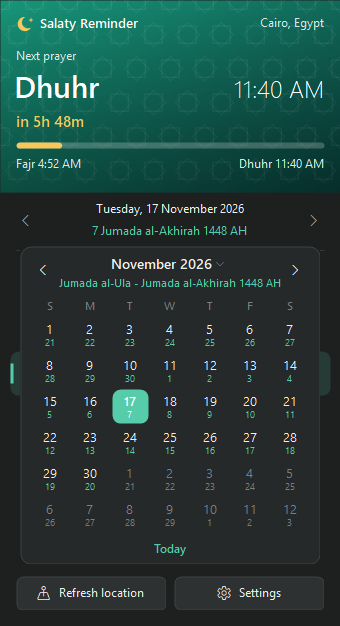 Salaty Reminder Cairo, Egypt
Next prayer
Dhuhr 11:40 AM
in 5h 48m
Fajr 4:52 AM Dhuhr 11:40 AM
Tuesday, 17 November 2026
7 Jumada al-Akhirah 1448 AH
November 2026
Jumada al-Ula - Jumada al-Akhirah 1448 AH
S M T W T F S
1 2 3 4 5 6 7
21 22 23 24 25 26 27
8 9 10 11 12 13 14
28 29 30 1 2 3 4
15 16 17 18 19 20 21
5 6 7 8 9 10 11
22 23 24 25 26 27 28
12 13 14 15 16 17 18
29 30 1 2 3 4 5
19 20 21 22 23 24 25
6 7 8 9 10 11 12
26 27 28 29 1 2 3
Today
Refresh location Settings